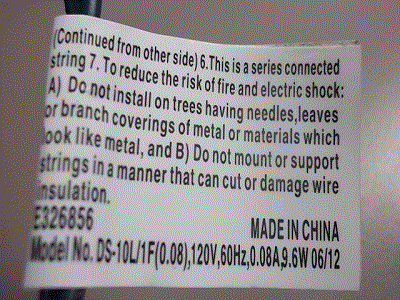 (Continued from other side) 6.This is a series connected
string 7. To reduce the risk of fire and electric shock:
A) Do not install on trees having needles,leaves
or branch coverings of metal or materials which
look like metal, and B) Do not mount or support
strings in a manner that can cut or damage wire
insulation.
E326856
MADE IN CHINA
Model No. DS-10L/1F(0.08),120V,60Hz,0.08A,9.6W 06/12